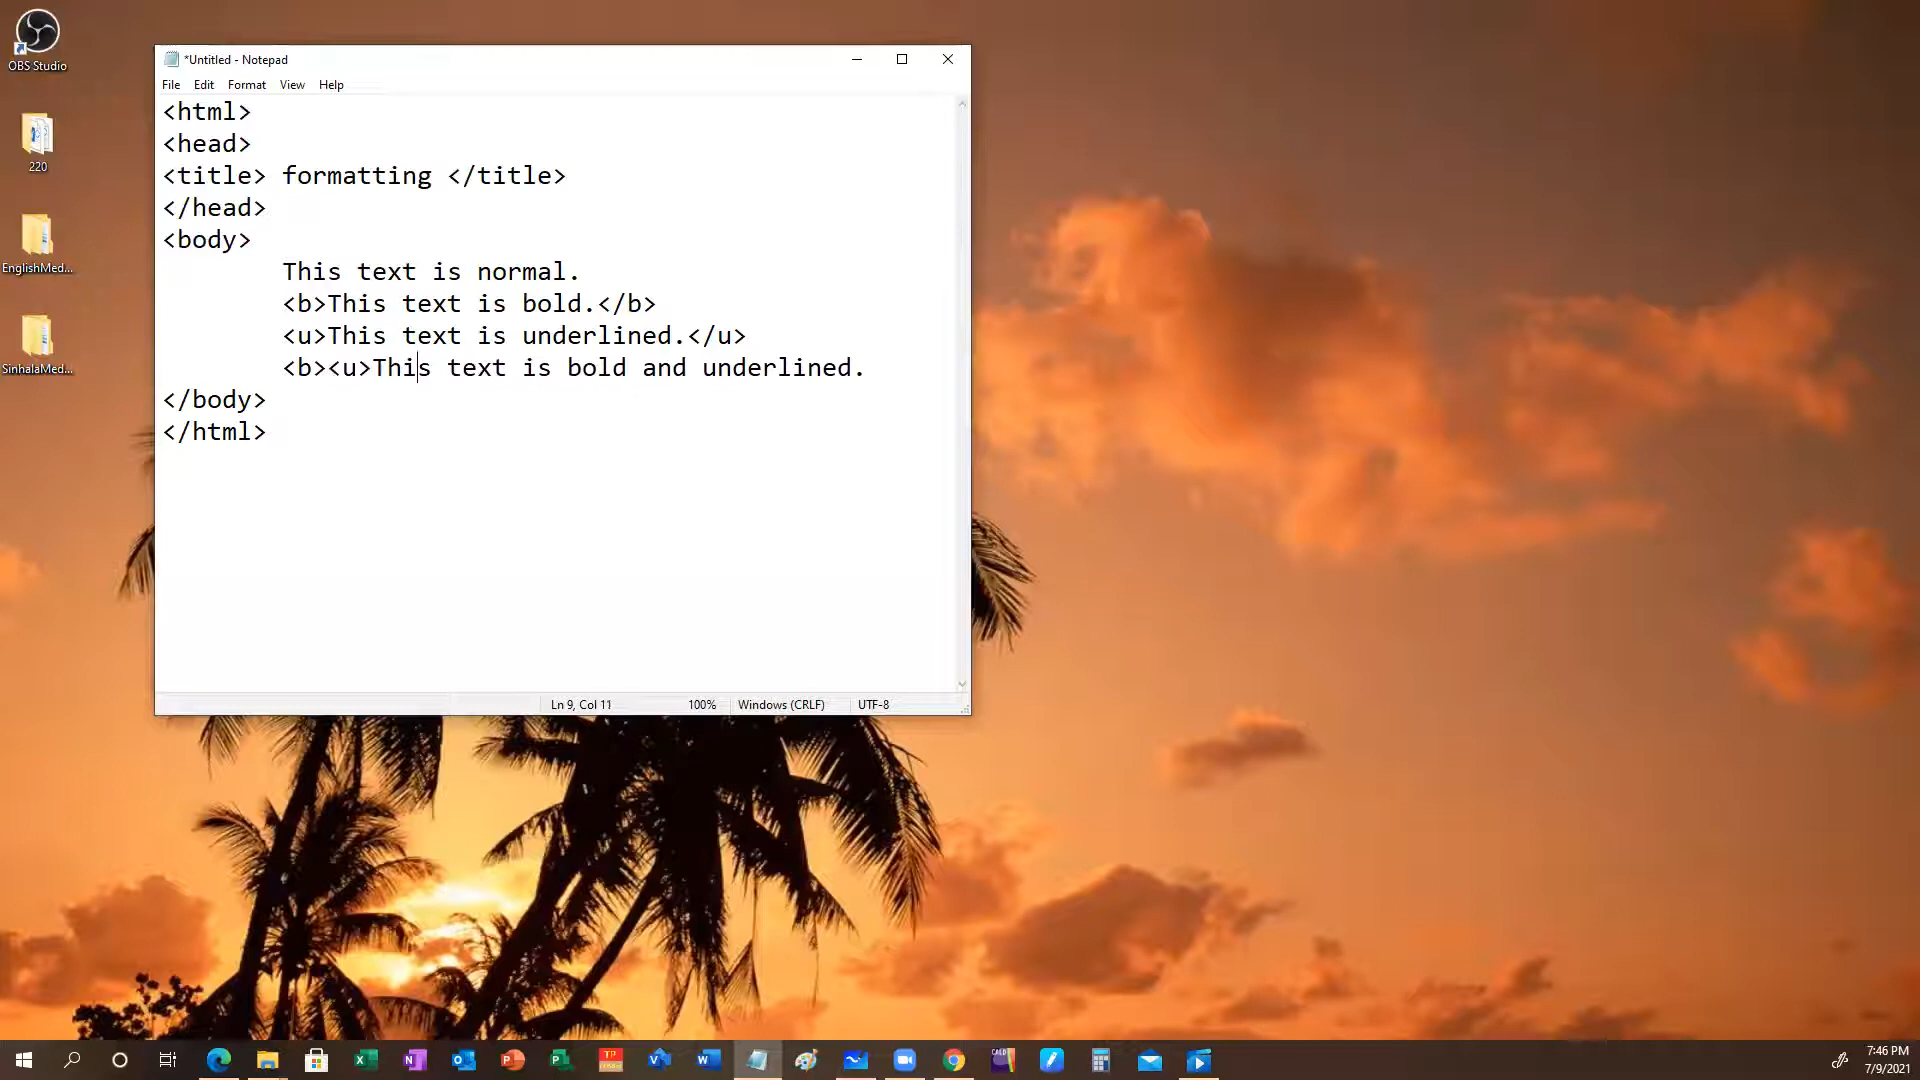 OBS Studio
220
EnglishMed...
SinhalaMed...
*Untitled - Notepad
File Edit Format View Help
<html>
<head>
<title> formatting </title>
</head>
<body>
This text is normal.
<b>This text is bold.</b>
<u>This text is underlined.</u>
<b><u>This text is bold and underlined.
</body>
</html>
Ln 9, Col 11 100% Windows (CRLF) UTF-8
7:46 PM
7/9/2021